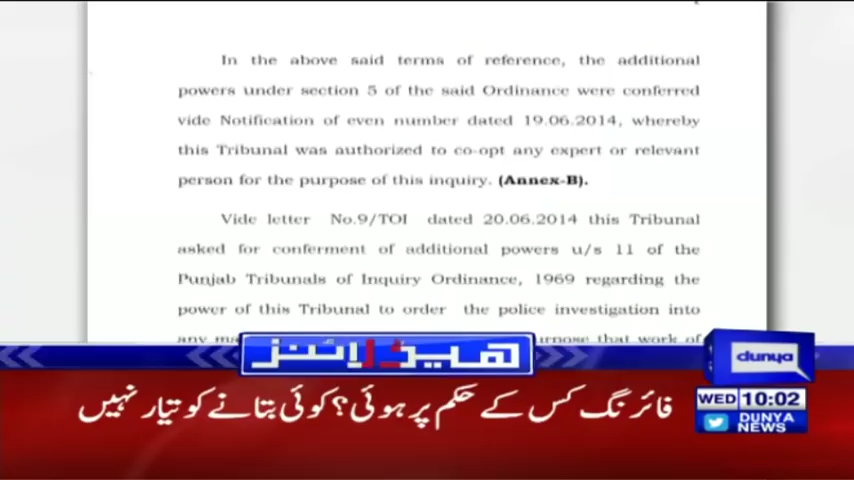 In the above said terms of reference, the additional
powers under section 5 of the said Ordinance were conferred
vide Notification of even number dated 19.06.2014, whereby
this Tribunal was authorized to co-opt any expert or relevant
person for the purpose of this inquiry. (Annex-B).
Vide letter No.9/TOI dated 20.06.2014 this Tribunal
asked for conferment of additional powers u/s 11 of the
Punjab Tribunals of Inquiry Ordinance, 1969 regarding the
power of this Tribunal to order the police investigation into
any that work of
ہیڈلائنز
dunya
فائرنگ کس کے حکم پر ہوئی؟ کوئی بتانے کو تیار نہیں
WED 10:02
DUNYA
NEWS